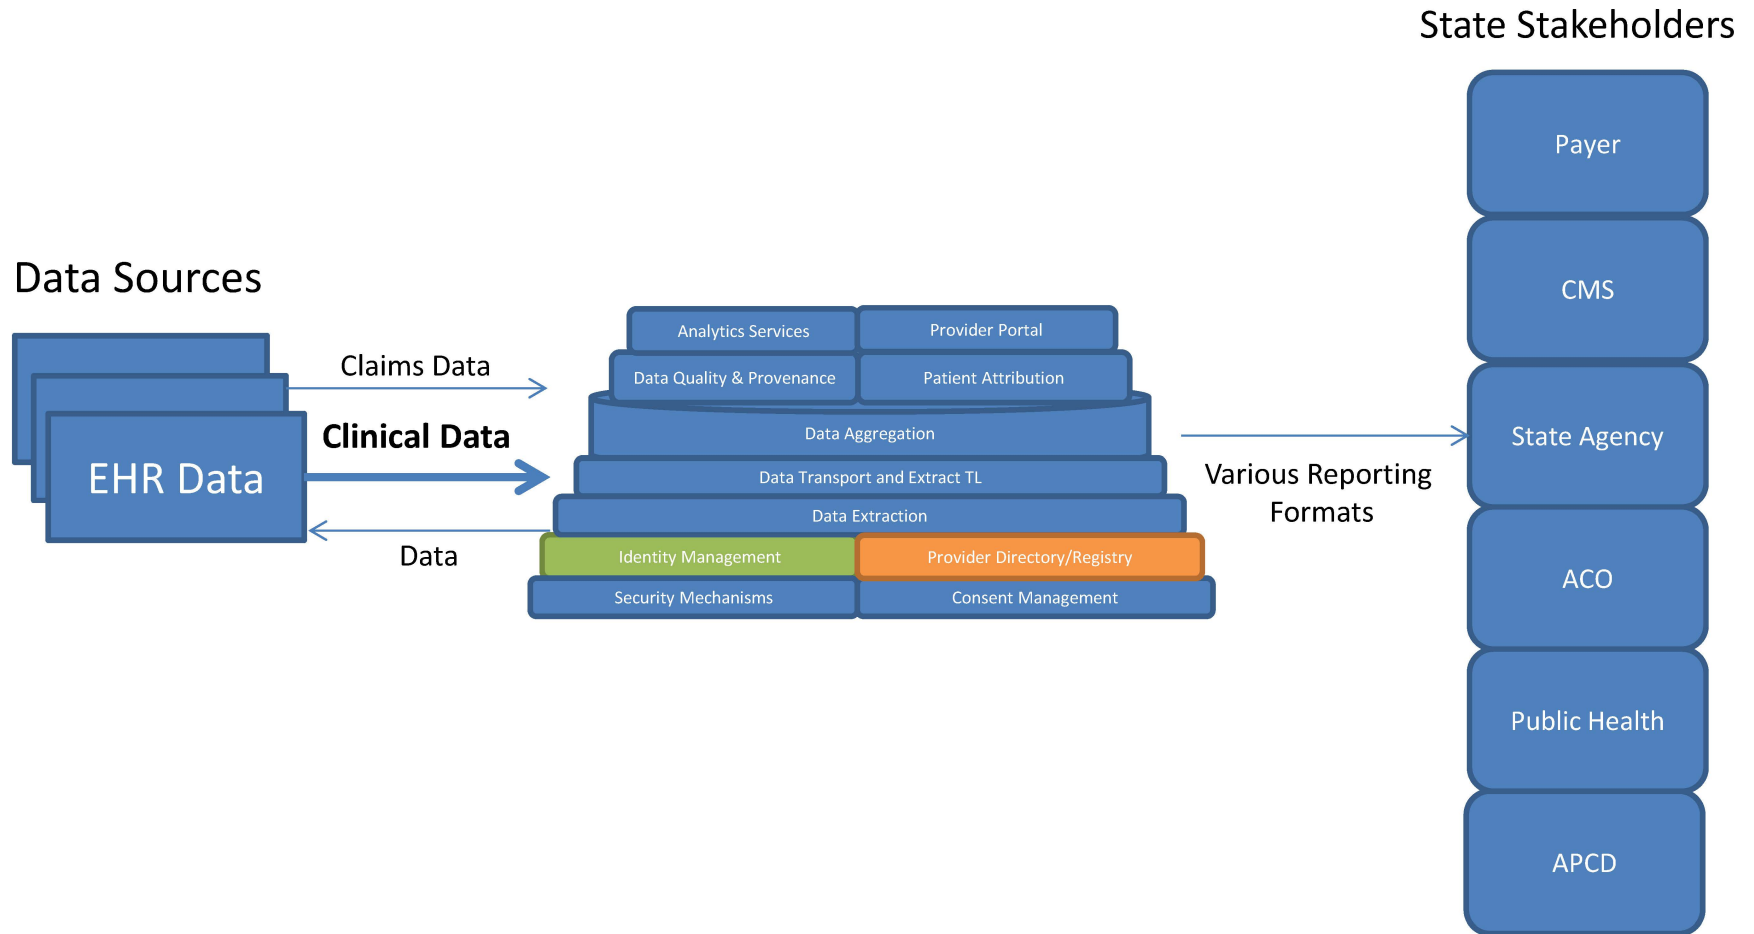 State Stakeholders
Data Sources
EHR Data
Claims Data
Clinical Data
Data
Analytics Services
Provider Portal
Data Quality & Provenance
Patient Attribution
Data Aggregation
Data Transport and Extract TL
Data Extraction
Identity Management
Provider Directory/Registry
Security Mechanisms
Consent Management
Various Reporting
Formats
Payer
CMS
State Agency
ACO
Public Health
APCD